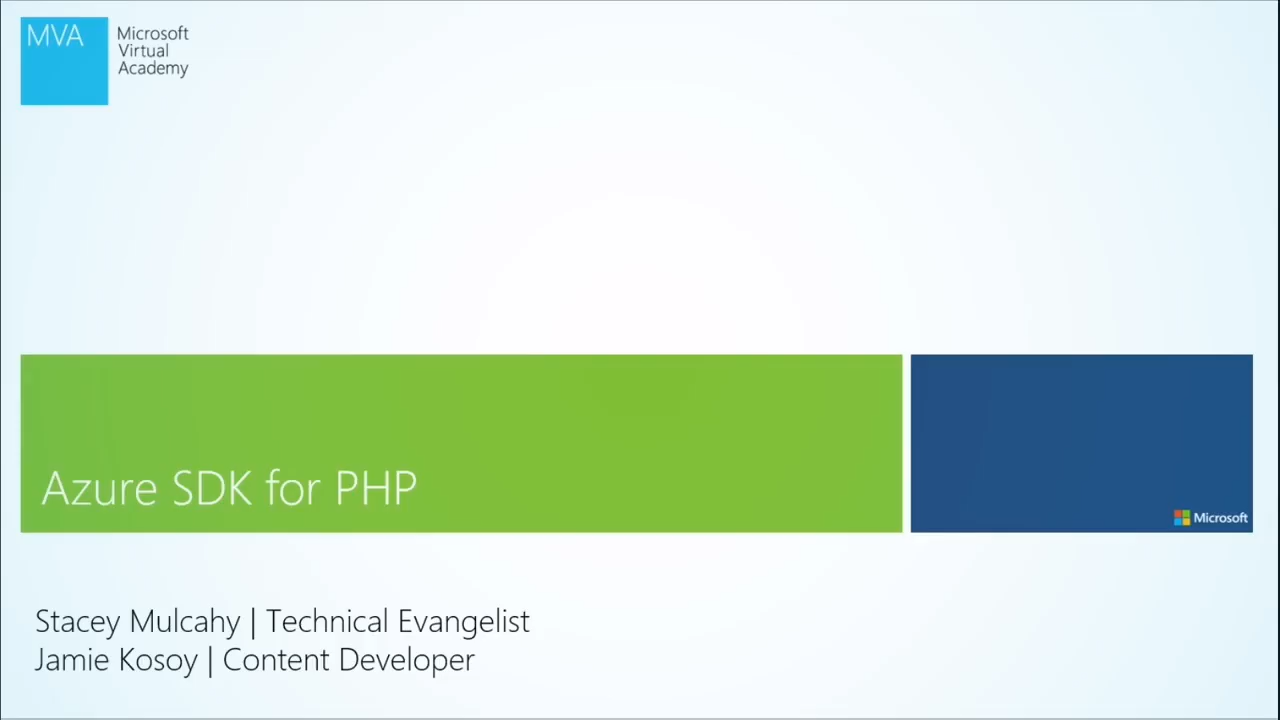 MVA
Microsoft
Virtual
Academy
Azure SDK for PHP
Microsoft
Stacey Mulcahy | Technical Evangelist
Jamie Kosoy | Content Developer